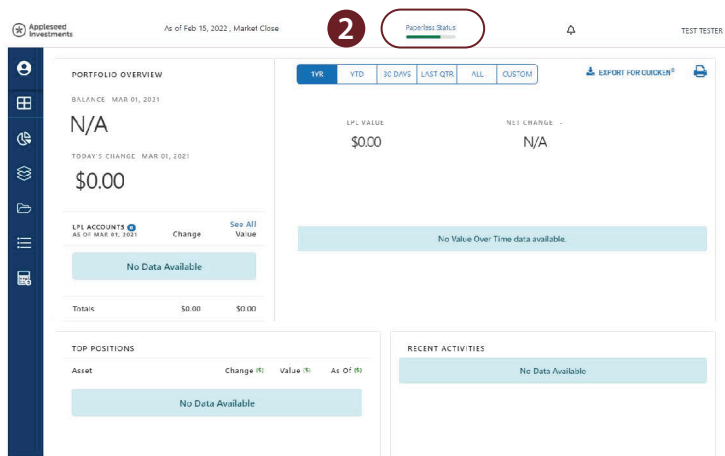 Appleseed
Investments
As of Feb 15, 2022 , Market Close
2
Paperless Status
TEST TESTER
PORTFOLIO OVERVIEW
BALANCE MAR 01, 2021
N/A
TODAY'S CHANGE MAR 01, 2021
$0.00
LPL ACCOUNTS 0
AS OF MAR 01, 2021
Change
See All
Value
No Data Available
Totals $0.00 $0.00
1YR YTD 30 DAYS LAST QTR ALL CUSTOM
EXPORT FOR QUICKEN®
LPL VALUE
$0.00
NET CHANGE -
N/A
No Value Over Time data available.
TOP POSITIONS
Asset Change ($) Value ($) As Of ($)
No Data Available
RECENT ACTIVITIES
No Data Available